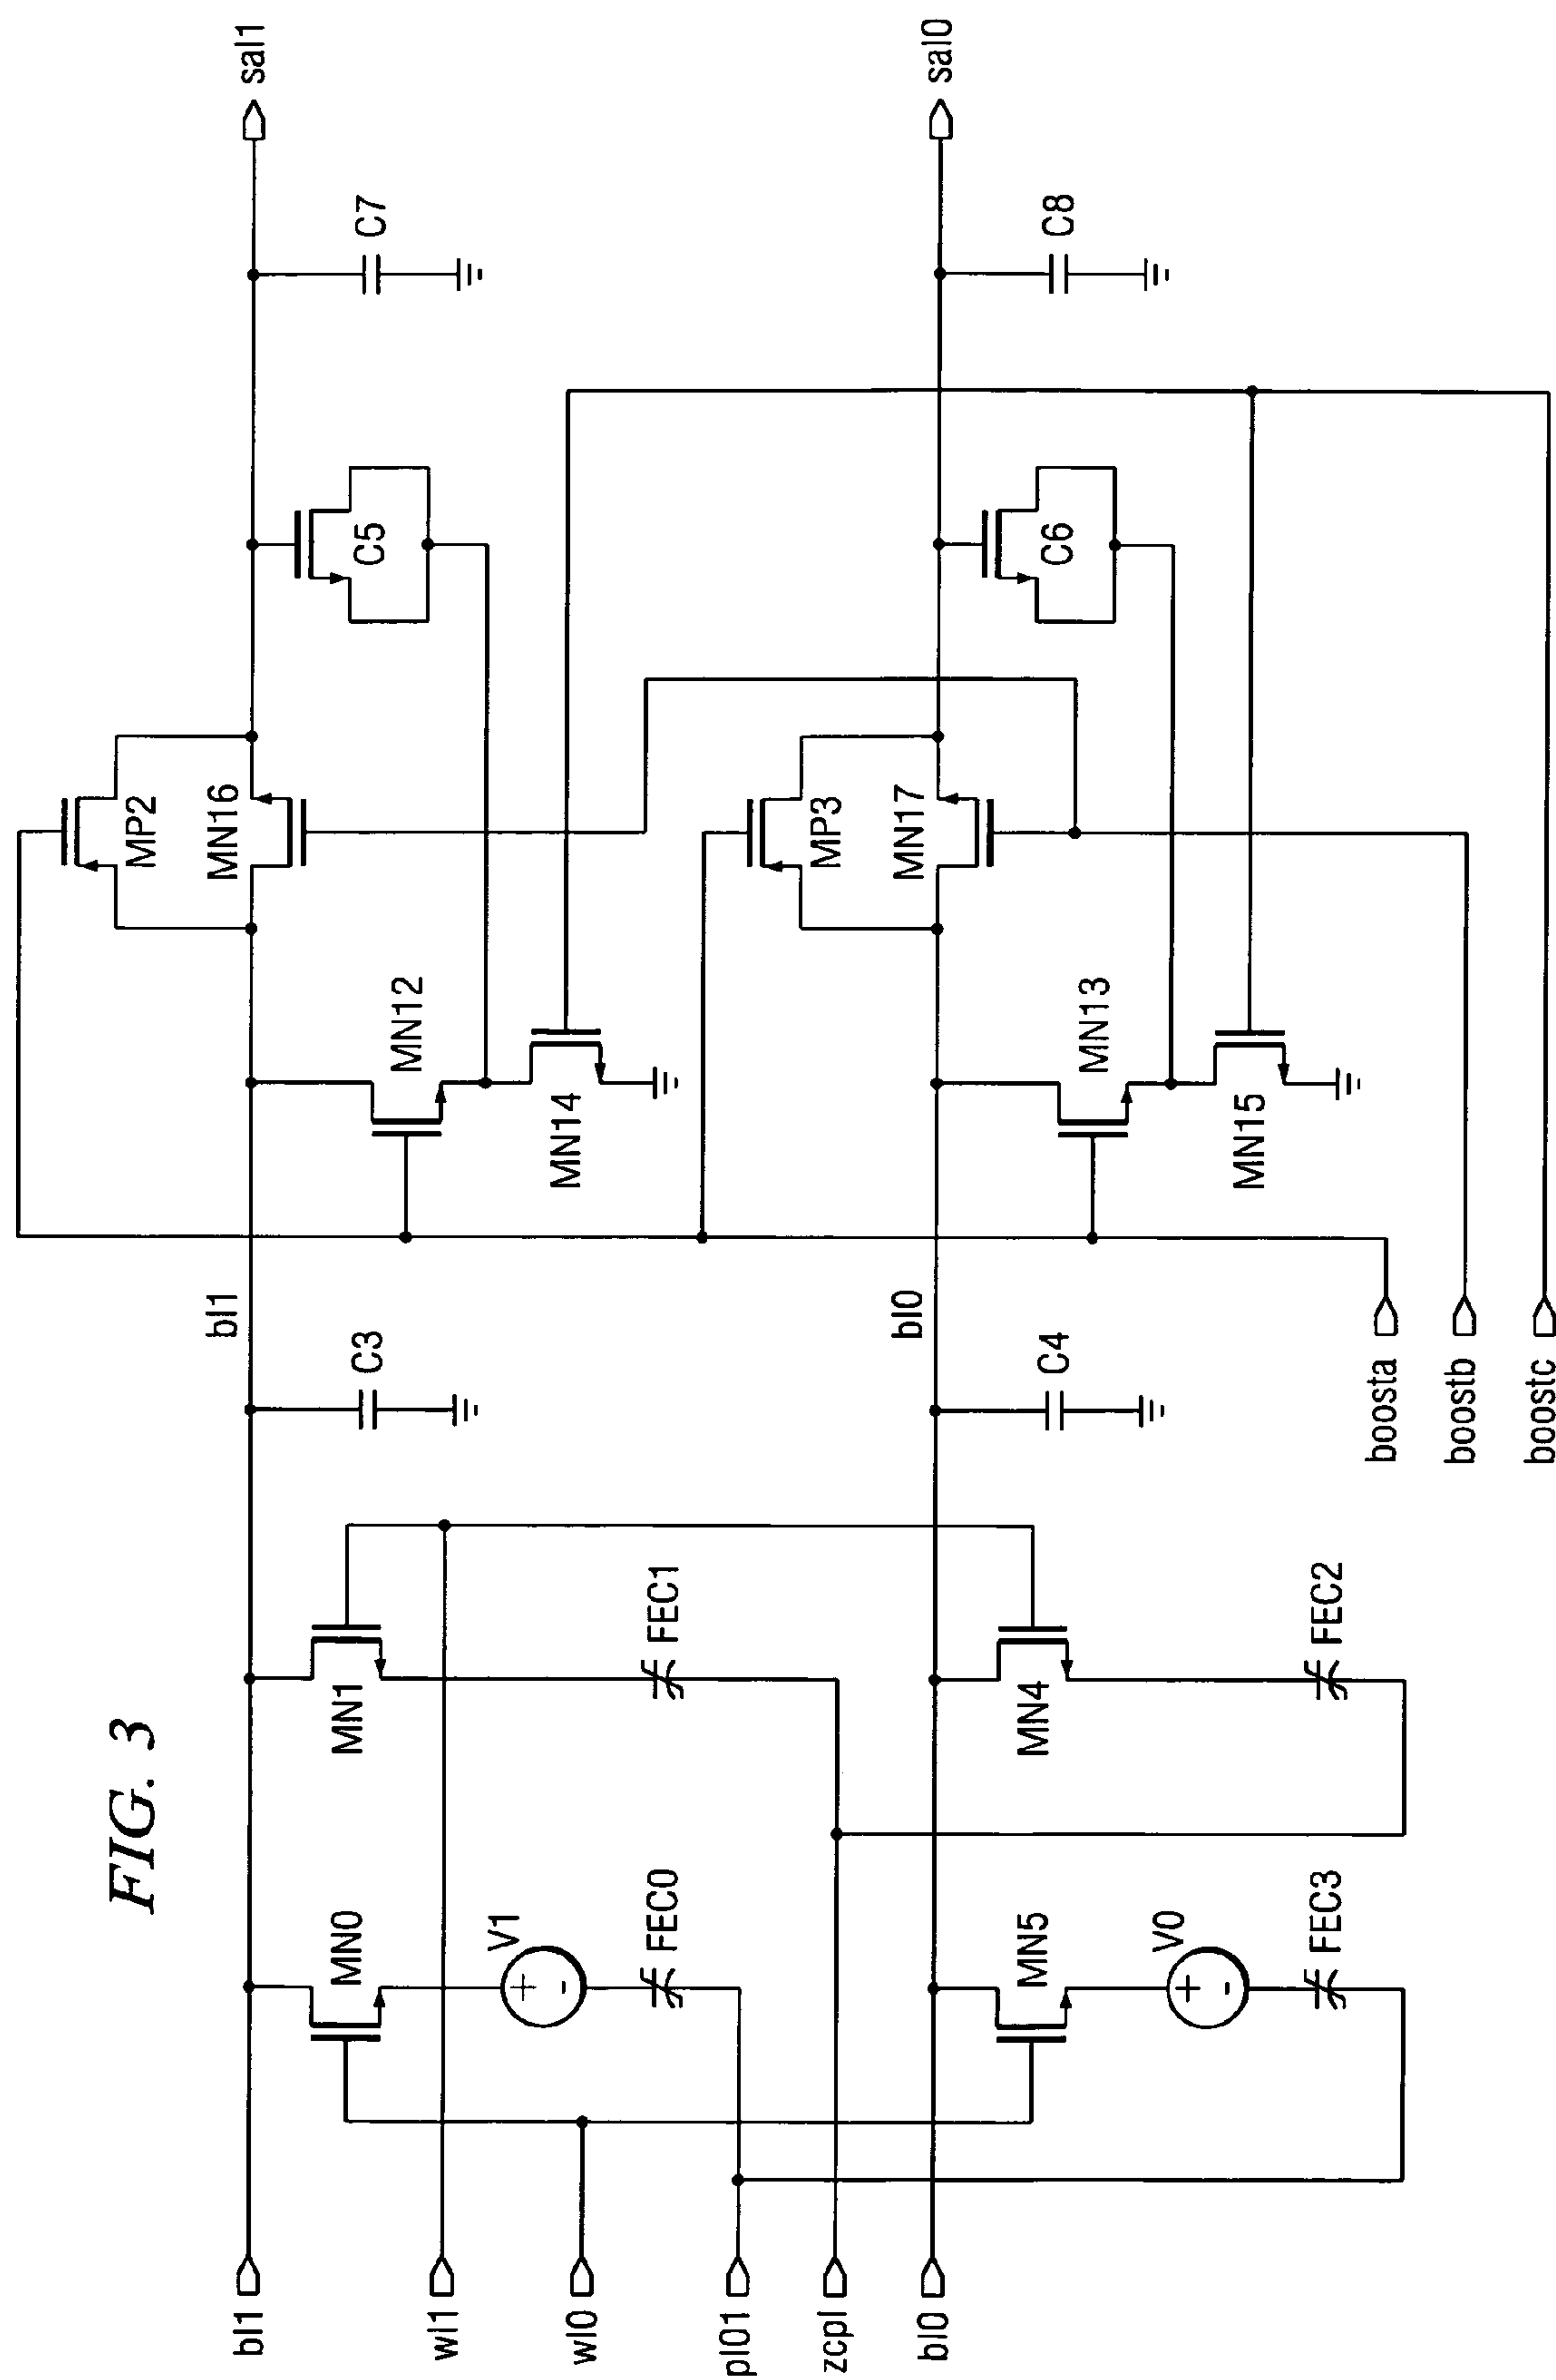 FIG. 3
sal1
sal0
C7
C8
C5
C6
MP2
MN16
MP3
MN17
MN12
MN14
MN13
MN15
bl1
bl0
C3
C4
boosta
boostb
boostc
MN1
FEC1
MN4
FEC2
MN0
V1
+
-
FEC0
MN5
V0
+
-
FEC3
bl1
wl1
wl0
pl01
zcpl
bl0